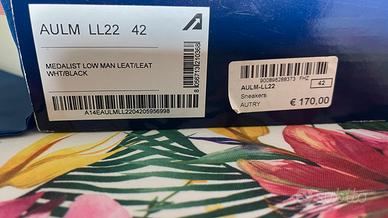 AULM LL22 42
MEDALIST LOW MAN LEAT/LEAT
WHT/BLACK
A14EAULMLL2204205956998
AULM-LL22
42
Sneakers
AUTRY
€ 170,00